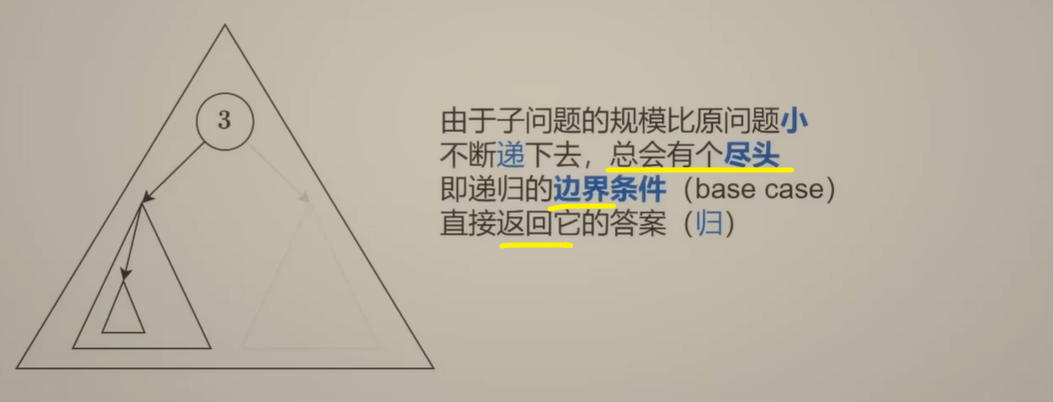 3
由于子问题的规模比原问题小
不断递下去，总会有个尽头
即递归的边界条件（base case）
直接返回它的答案（归）